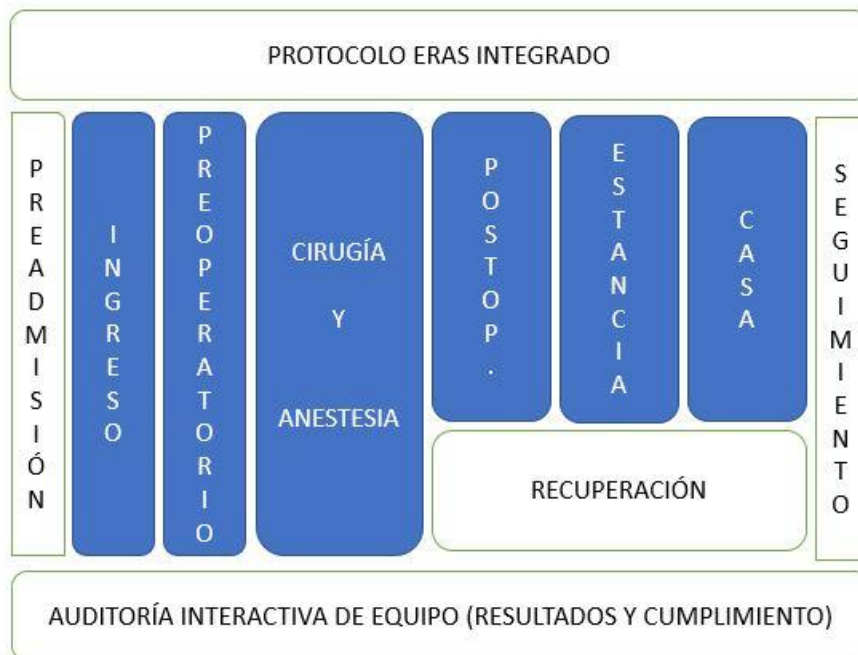 PROTOCOLO ERAS INTEGRADO
PREADMISIÓN
INGRESO
PREOPERATORIO
CIRUGÍA
Y
ANESTESIA
POSTOP.
ESTANCIA
CASA
SEGUIMIENTO
RECUPERACIÓN
AUDITORÍA INTERACTIVA DE EQUIPO (RESULTADOS Y CUMPLIMIENTO)